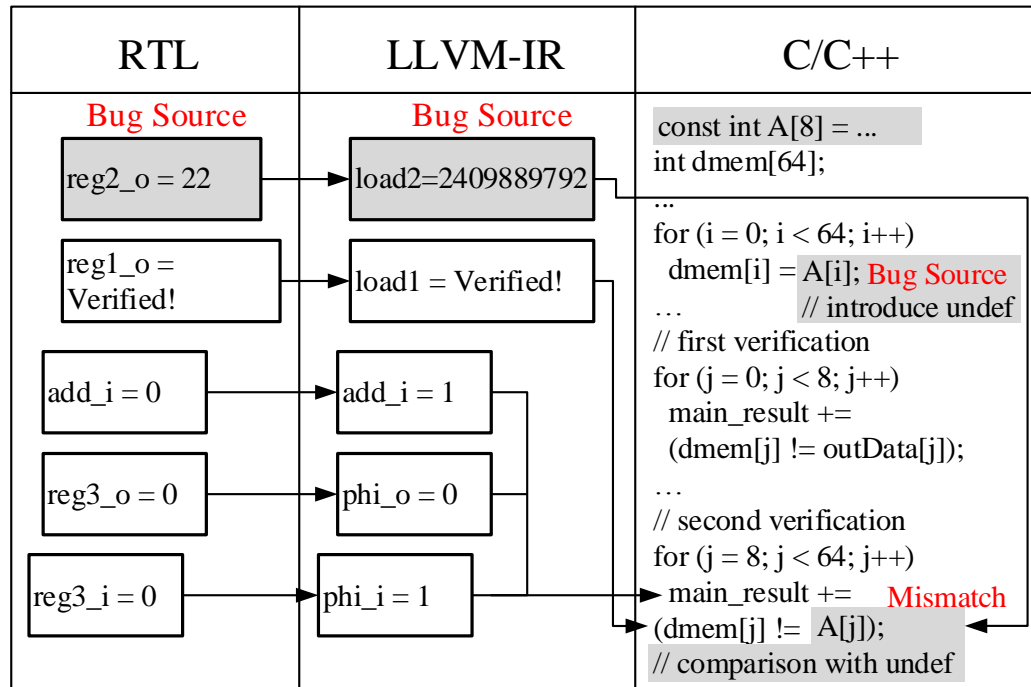 RTL
LLVM-IR
C/C++
Bug Source
reg2_o = 22
reg1_o =
Verified!
add_i = 0
reg3_o = 0
reg3_i = 0
Bug Source
load2=2409889792
load1 = Verified!
add_i = 1
phi_o = 0
phi_i = 1
const int A[8] = ...
int dmem[64];
...
for (i = 0; i < 64; i++)
dmem[i] = A[i]; Bug Source
// introduce undef
...
// first verification
for (j = 0; j < 8; j++)
main_result +=
(dmem[j] != outData[j]);
...
// second verification
for (j = 8; j < 64; j++)
main_result += Mismatch
(dmem[j] != A[j]);
// comparison with undef